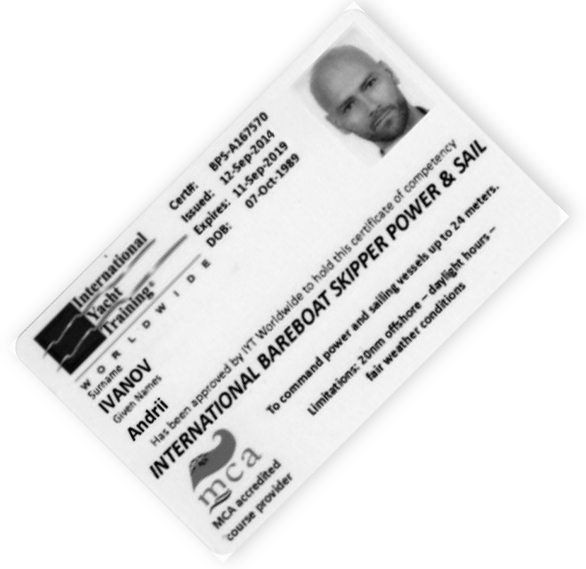 International
Yacht
Training®
WORLDWIDE
Cert#: BPS-A167570
Issued: 12-Sep-2014
Expires: 11-Sep-2019
DOB: 07-Oct-1989
Surname
IVANOV
Given Names
Andrii
Has been approved by IYT Worldwide to hold this certificate of competency
INTERNATIONAL BAREBOAT SKIPPER POWER & SAIL
To command power and sailing vessels up to 24 meters.
Limitations: 20nm offshore – daylight hours –
fair weather conditions
mca
MCA accredited
course provider